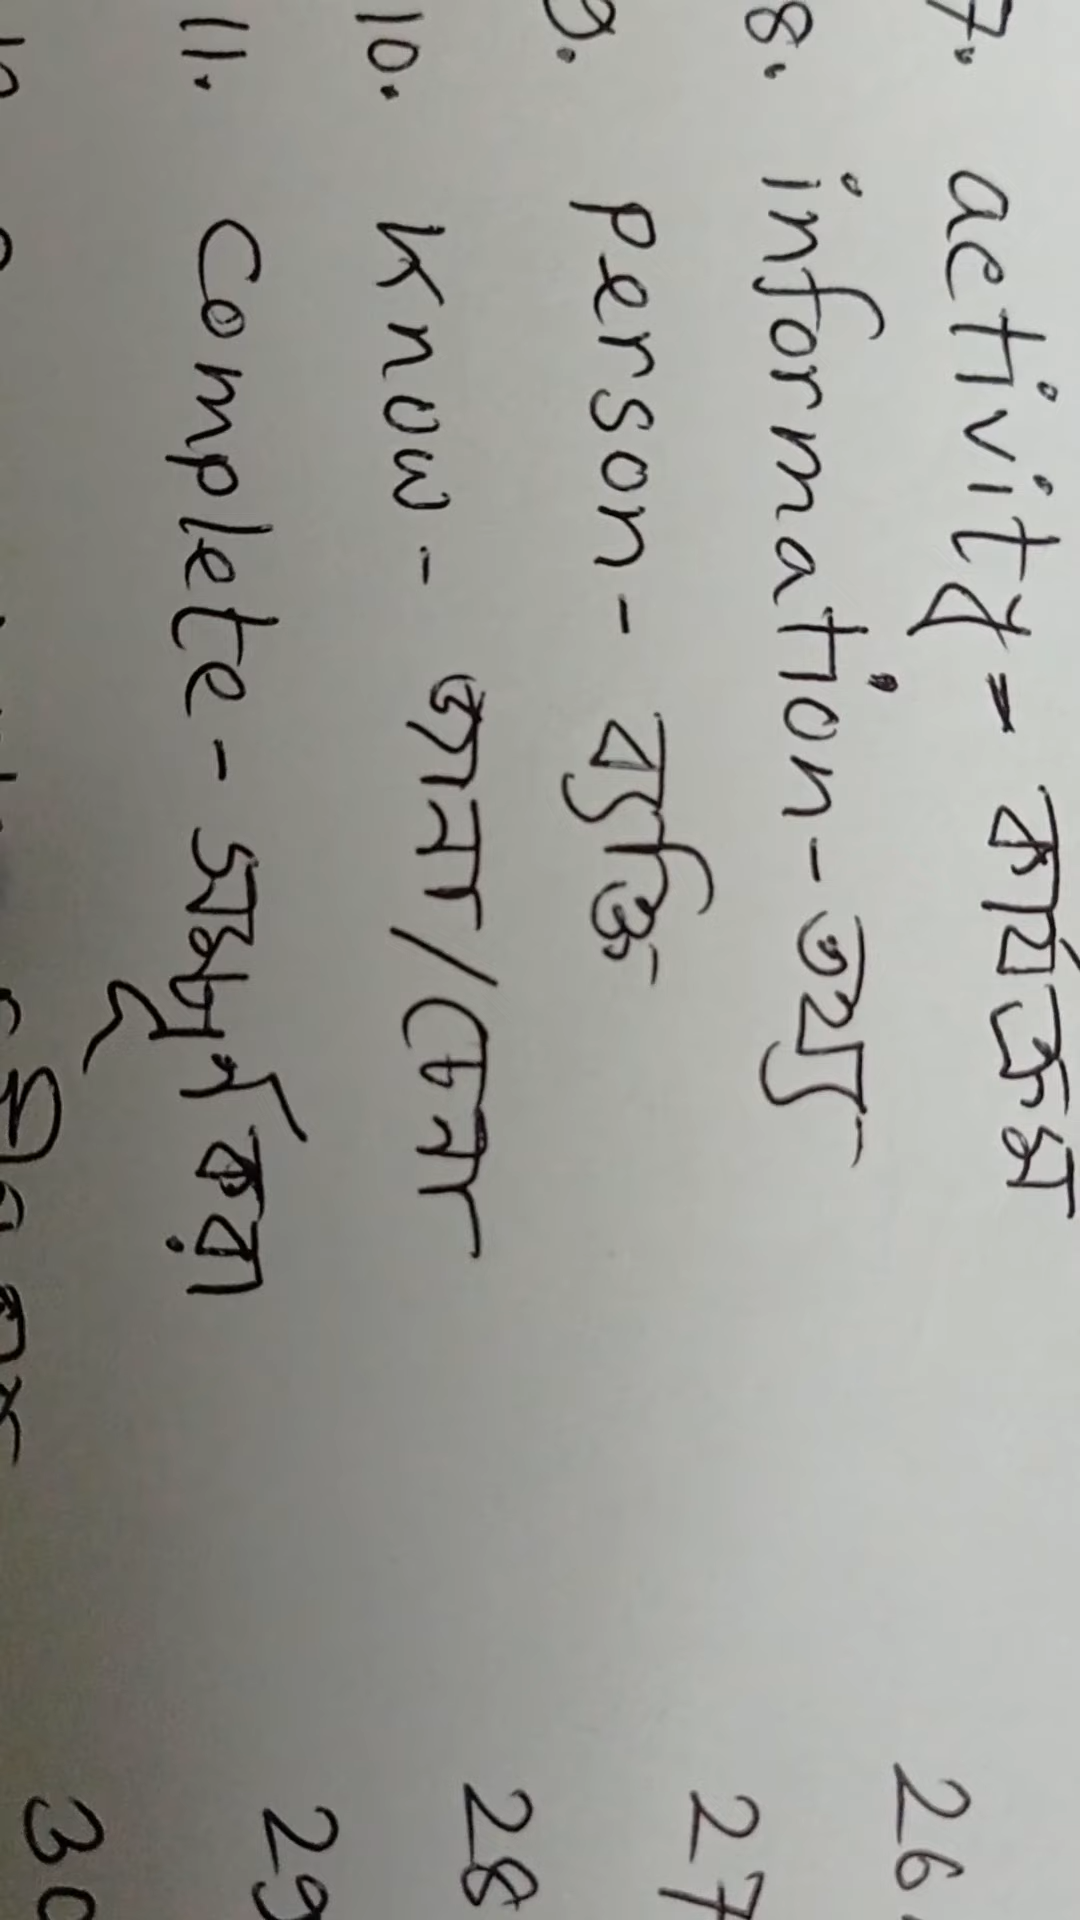 7. activity - কার্যক্রম
8. information - তথ্য
9. person - ব্যক্তি
10. know - জানা/চেনা
11. complete - সম্পূর্ণ করা
26.
27
28
29
30